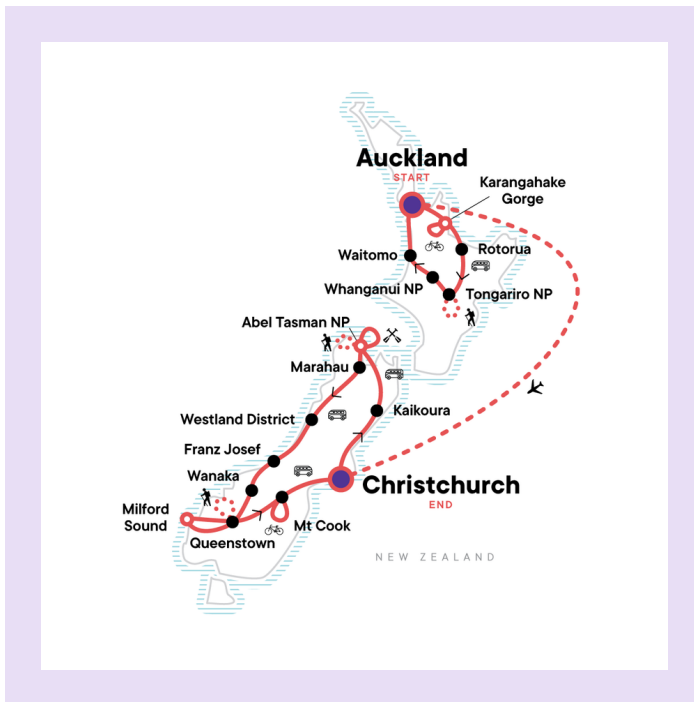 Auckland
START
Karangahake
Gorge
Waitomo
Rotorua
Whanganui NP
Tongariro NP
Abel Tasman NP
Marahau
Kaikoura
Westland District
Franz Josef
Wanaka
Christchurch
END
Milford
Sound
Mt Cook
Queenstown
NEW ZEALAND